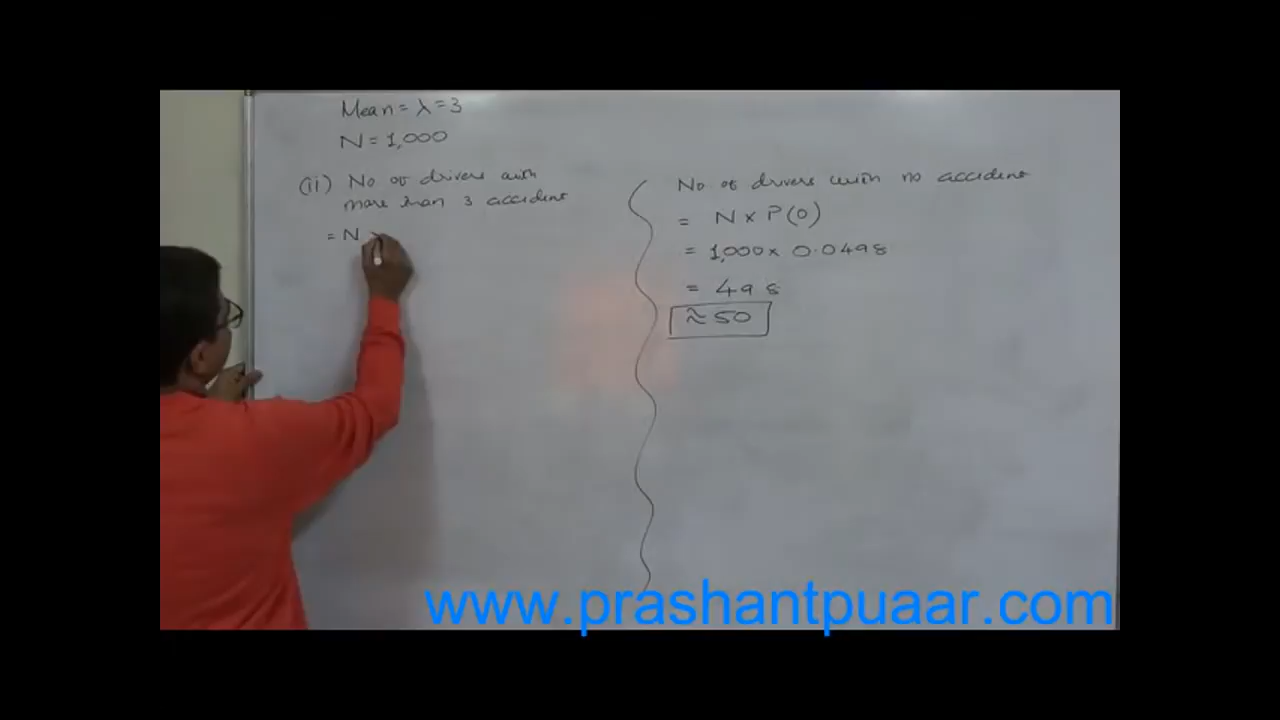 Mean = λ = 3
N = 1,000
(ii) No of drivers with
more than 3 accident
= N ×
No of drivers with no accident
= N × P(0)
= 1,000 × 0.0498
= 49 8
≈ 50
www.prashantpuaar.com